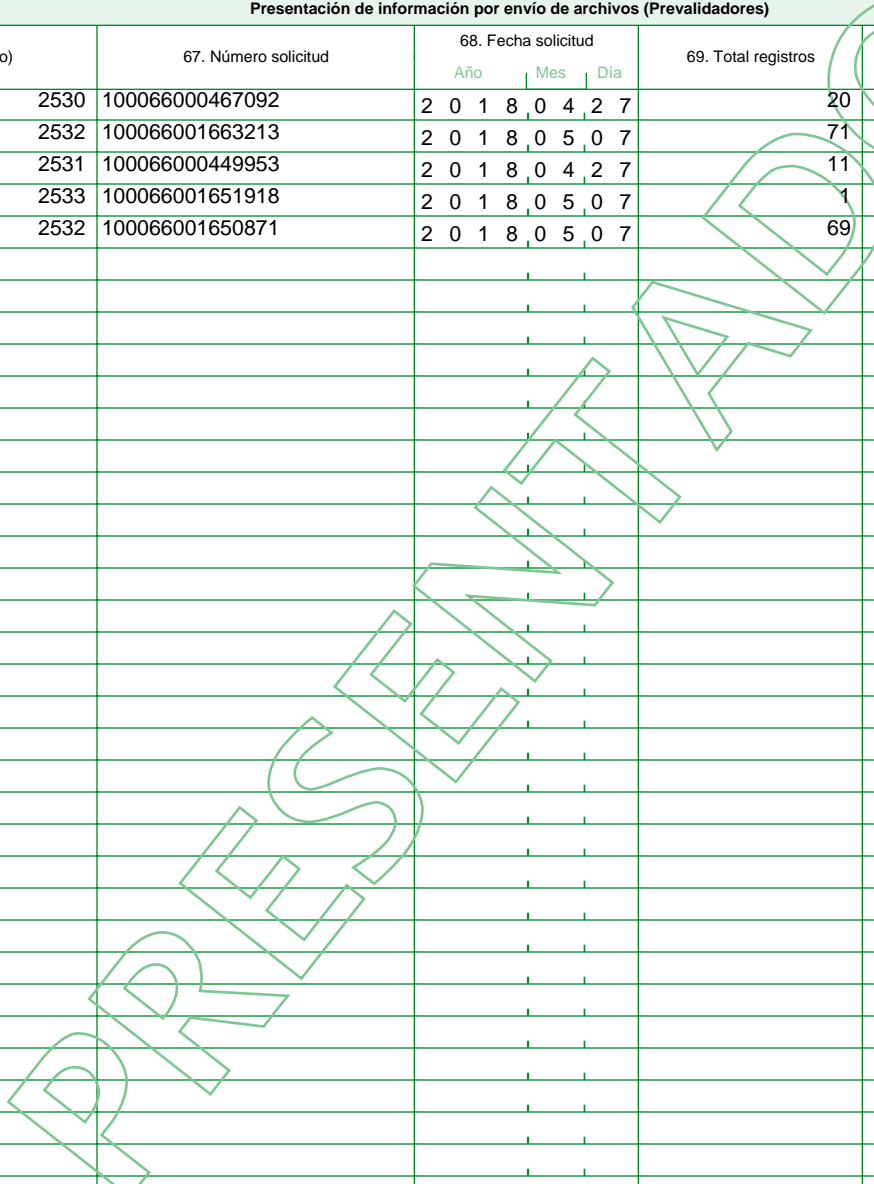 Presentación de información por envío de archivos (Prevalidadores)
o) 67. Número solicitud 68. Fecha solicitud 69. Total registros
Año Mes Día
2530 100066000467092 2 0 1 8 0 4 2 7 20
2532 100066001663213 2 0 1 8 0 5 0 7 71
2531 100066000449953 2 0 1 8 0 4 2 7 11
2533 100066001651918 2 0 1 8 0 5 0 7 1
2532 100066001650871 2 0 1 8 0 5 0 7 69
PRESENTADO